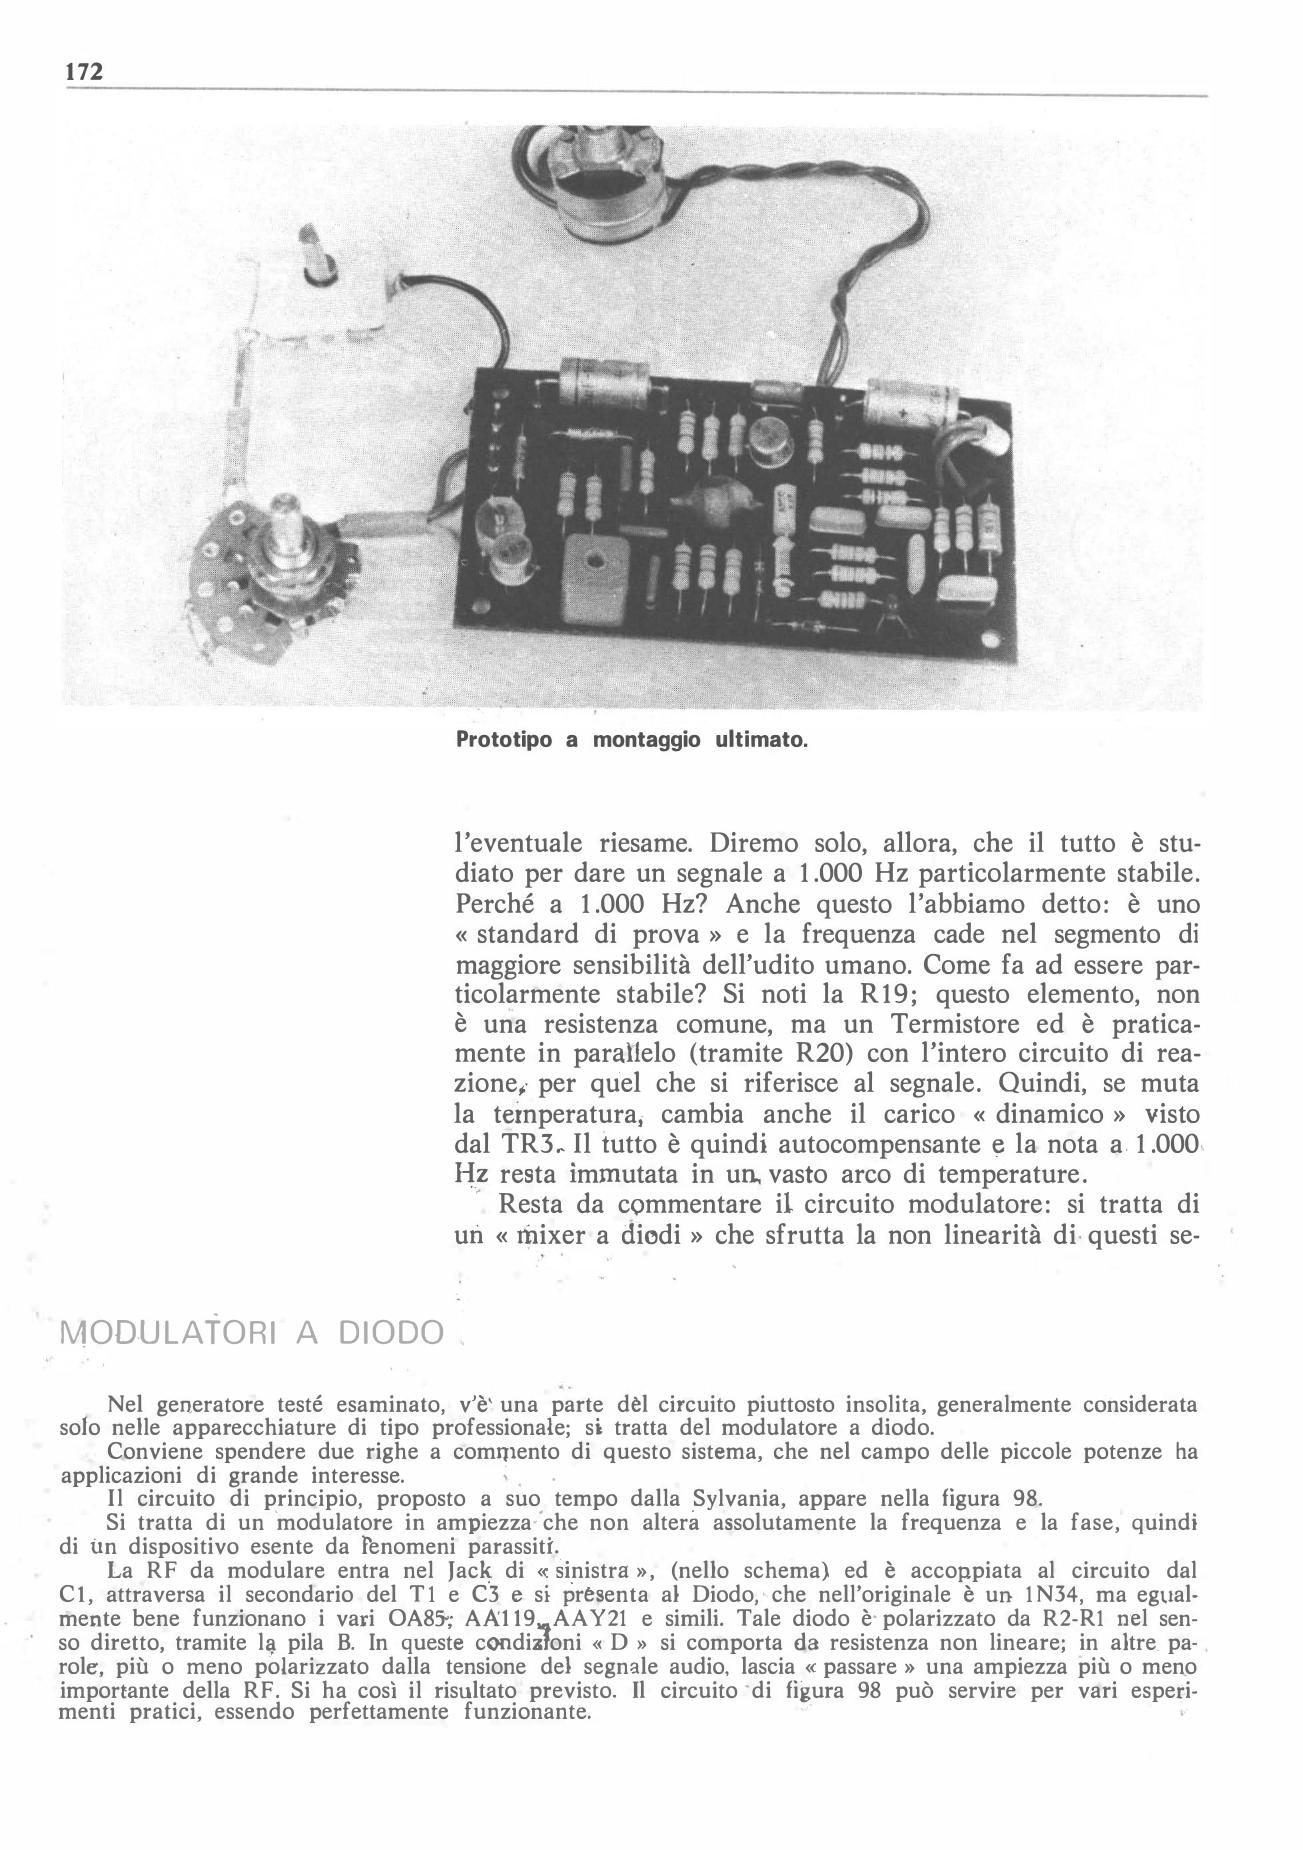 172
Prototipo a montaggio ultimato.
l'eventuale riesame. Diremo solo, allora, che il tutto è stu-
diato per dare un segnale a 1.000 Hz particolarmente stabile.
Perché a 1.000 Hz? Anche questo l'abbiamo detto: è uno
« standard di prova » e la frequenza cade nel segmento di
maggiore sensibilità dell'udito umano. Come fa ad essere par-
ticolarmente stabile? Si noti la R19; questo elemento, non
è una resistenza comune, ma un Termistore ed è pratica-
mente in parallelo (tramite R20) con l'intero circuito di rea-
zione, per quel che si riferisce al segnale. Quindi, se muta
la temperatura, cambia anche il carico « dinamico » visto
dal TR3. Il tutto è quindi autocompensante e la nota a 1.000
Hz resta immutata in un vasto arco di temperature.
Resta da commentare il circuito modulatore: si tratta di
un « mixer a diodi » che sfrutta la non linearità di questi se-
MODULATORI A DIODO
Nel generatore testé esaminato, v'è una parte del circuito piuttosto insolita, generalmente considerata
solo nelle apparecchiature di tipo professionale; si tratta del modulatore a diodo.
Conviene spendere due righe a commento di questo sistema, che nel campo delle piccole potenze ha
applicazioni di grande interesse.
Il circuito di principio, proposto a suo tempo dalla Sylvania, appare nella figura 98.
Si tratta di un modulatore in ampiezza che non altera assolutamente la frequenza e la fase, quindi
di un dispositivo esente da fenomeni parassiti.
La RF da modulare entra nel Jack di « sinistra », (nello schema) ed è accoppiata al circuito dal
C1, attraversa il secondario del T1 e C3 e si presenta al Diodo, che nell'originale è un 1N34, ma egual-
mente bene funzionano i vari OA85, AA119, AAY21 e simili. Tale diodo è polarizzato da R2-R1 nel sen-
so diretto, tramite la pila B. In queste condizioni « D » si comporta da resistenza non lineare; in altre pa-
role, più o meno polarizzato dalla tensione del segnale audio, lascia « passare » una ampiezza più o meno
importante della RF. Si ha così il risultato previsto. Il circuito di figura 98 può servire per vari esperi-
menti pratici, essendo perfettamente funzionante.